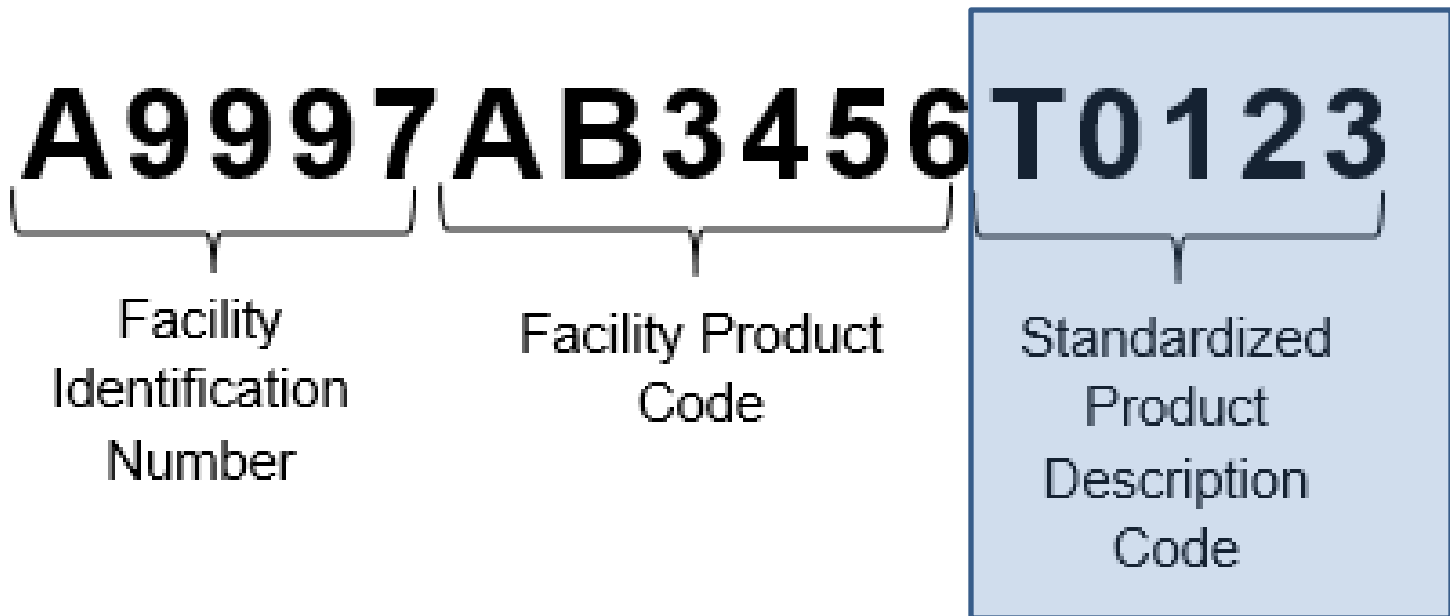 A9997AB3456T0123
Facility
Identification
Number
Facility Product
Code
Standardized
Product
Description
Code